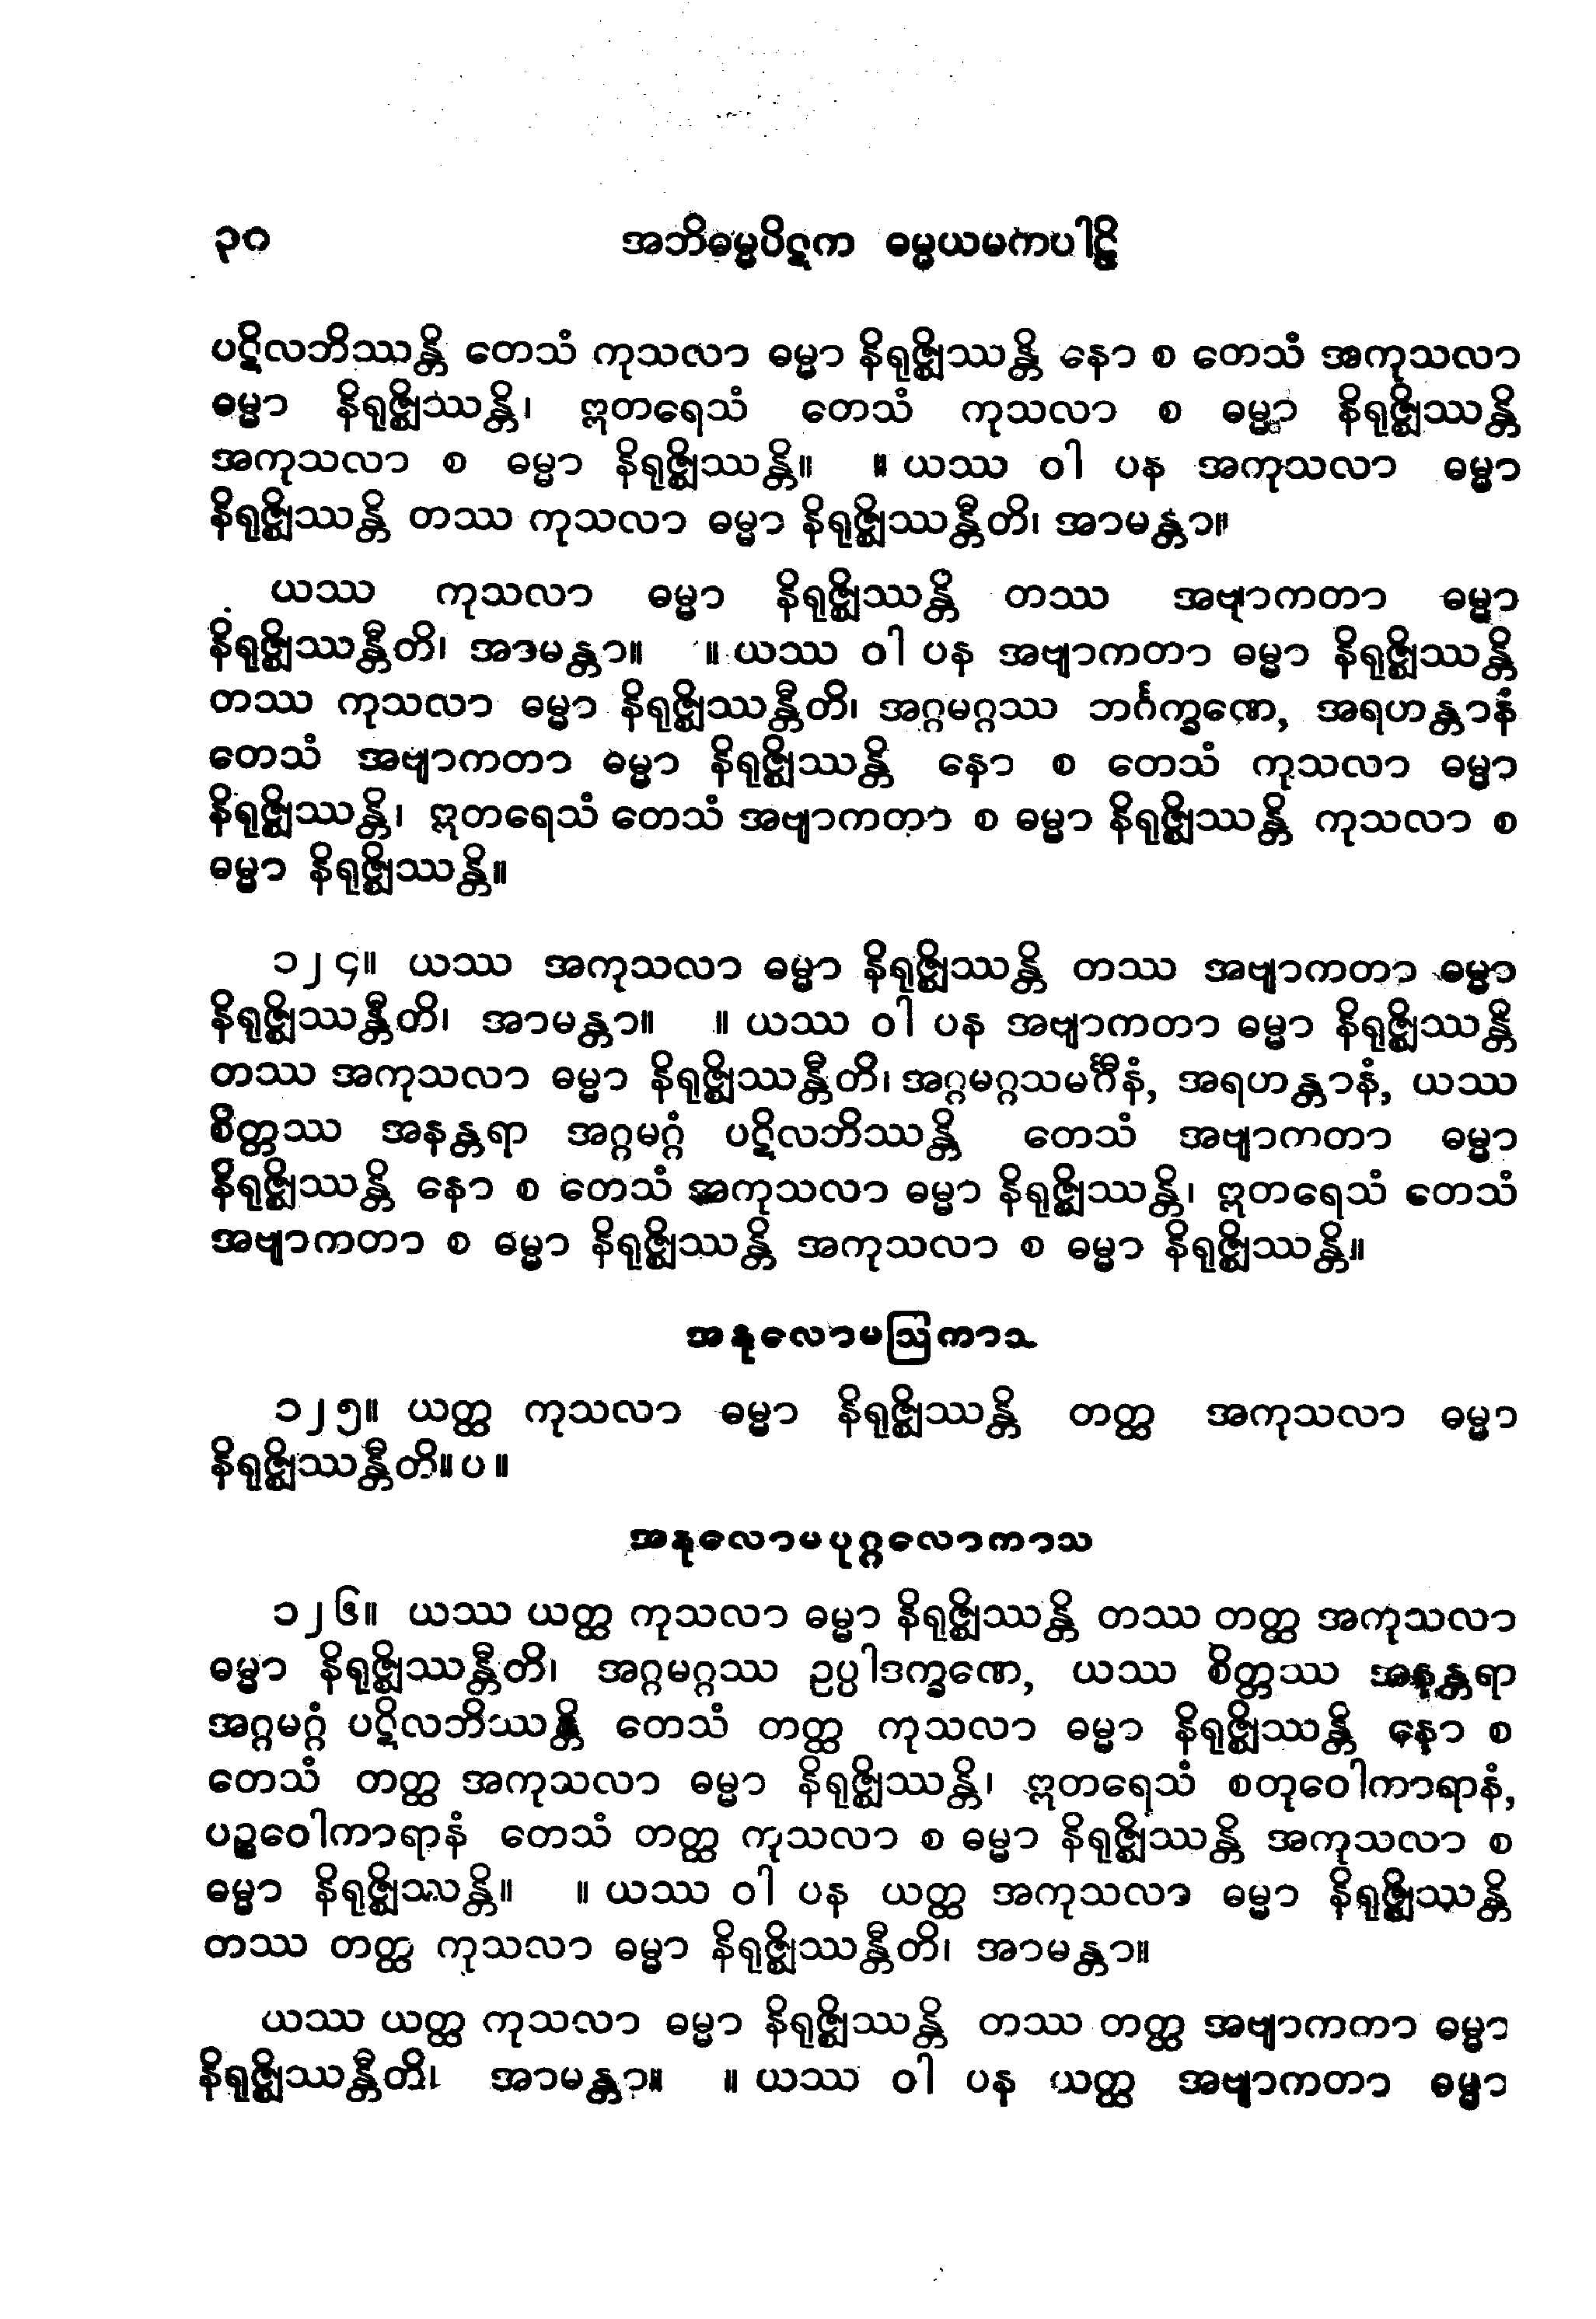 ၃၀ အဘိဓမ္မပိဋက ဓမ္မယမကပါဠိ
ပဋိလဘိဿန္တိ တေသံ ကုသလာ ဓမ္မာ နိရုဇ္ဈိဿန္တိ နော စ တေသံ အကုသလာ
ဓမ္မာ နိရုဇ္ဈိဿန္တိ၊ ဣတရေသံ တေသံ ကုသလာ စ ဓမ္မာ နိရုဇ္ဈိဿန္တိ
အကုသလာ စ ဓမ္မာ နိရုဇ္ဈိဿန္တိ။ ။ ယဿ ဝါ ပန အကုသလာ ဓမ္မာ
နိရုဇ္ဈိဿန္တိ တဿ ကုသလာ ဓမ္မာ နိရုဇ္ဈိဿန္တီတိ၊ အာမန္တာ။
ယဿ ကုသလာ ဓမ္မာ နိရုဇ္ဈိဿန္တိ တဿ အဗျာကတာ ဓမ္မာ
နိရုဇ္ဈိဿန္တီတိ၊ အာမန္တာ။ ။ ယဿ ဝါ ပန အဗျာကတာ ဓမ္မာ နိရုဇ္ဈိဿန္တိ
တဿ ကုသလာ ဓမ္မာ နိရုဇ္ဈိဿန္တီတိ၊ အဂ္ဂမဂ္ဂဿ ဘင်္ဂက္ခဏေ, အရဟန္တာနံ
တေသံ အဗျာကတာ ဓမ္မာ နိရုဇ္ဈိဿန္တိ နော စ တေသံ ကုသလာ ဓမ္မာ
နိရုဇ္ဈိဿန္တိ၊ ဣတရေသံ တေသံ အဗျာကတာ စ ဓမ္မာ နိရုဇ္ဈိဿန္တိ ကုသလာ စ
ဓမ္မာ နိရုဇ္ဈိဿန္တိ။
၁၂၄။ ယဿ အကုသလာ ဓမ္မာ နိရုဇ္ဈိဿန္တိ တဿ အဗျာကတာ ဓမ္မာ
နိရုဇ္ဈိဿန္တီတိ၊ အာမန္တာ။ ။ ယဿ ဝါ ပန အဗျာကတာ ဓမ္မာ နိရုဇ္ဈိဿန္တိ
တဿ အကုသလာ ဓမ္မာ နိရုဇ္ဈိဿန္တီတိ၊ အဂ္ဂမဂ္ဂသမင်္ဂီနံ, အရဟန္တာနံ, ယဿ
စိတ္တဿ အနန္တရာ အဂ္ဂမဂ္ဂံ ပဋိလဘိဿန္တိ တေသံ အဗျာကတာ ဓမ္မာ
နိရုဇ္ဈိဿန္တိ နော စ တေသံ အကုသလာ ဓမ္မာ နိရုဇ္ဈိဿန္တိ၊ ဣတရေသံ တေသံ
အဗျာကတာ စ ဓမ္မာ နိရုဇ္ဈိဿန္တိ အကုသလာ စ ဓမ္မာ နိရုဇ္ဈိဿန္တိ။
အနုလောမဩကာသ
၁၂၅။ ယတ္ထ ကုသလာ ဓမ္မာ နိရုဇ္ဈိဿန္တိ တတ္ထ အကုသလာ ဓမ္မာ
နိရုဇ္ဈိဿန္တီတိ။ပ။
အနုလောမပုဂ္ဂလောကာသ
၁၂၆။ ယဿ ယတ္ထ ကုသလာ ဓမ္မာ နိရုဇ္ဈိဿန္တိ တဿ တတ္ထ အကုသလာ
ဓမ္မာ နိရုဇ္ဈိဿန္တီတိ၊ အဂ္ဂမဂ္ဂဿ ဥပ္ပါဒက္ခဏေ, ယဿ စိတ္တဿ အနန္တရာ
အဂ္ဂမဂ္ဂံ ပဋိလဘိဿန္တိ တေသံ တတ္ထ ကုသလာ ဓမ္မာ နိရုဇ္ဈိဿန္တိ နော စ
တေသံ တတ္ထ အကုသလာ ဓမ္မာ နိရုဇ္ဈိဿန္တိ၊ ဣတရေသံ စတုဝေါကာရာနံ,
ပဉ္စဝေါကာရာနံ တေသံ တတ္ထ ကုသလာ စ ဓမ္မာ နိရုဇ္ဈိဿန္တိ အကုသလာ စ
ဓမ္မာ နိရုဇ္ဈိဿန္တိ။ ။ ယဿ ဝါ ပန ယတ္ထ အကုသလာ ဓမ္မာ နိရုဇ္ဈိဿန္တိ
တဿ တတ္ထ ကုသလာ ဓမ္မာ နိရုဇ္ဈိဿန္တီတိ၊ အာမန္တာ။
ယဿ ယတ္ထ ကုသလာ ဓမ္မာ နိရုဇ္ဈိဿန္တိ တဿ တတ္ထ အဗျာကကာ ဓမ္မာ
နိရုဇ္ဈိဿန္တီတိ၊ အာမန္တာ။ ။ ယဿ ဝါ ပန ယတ္ထ အဗျာကတာ ဓမ္မာ